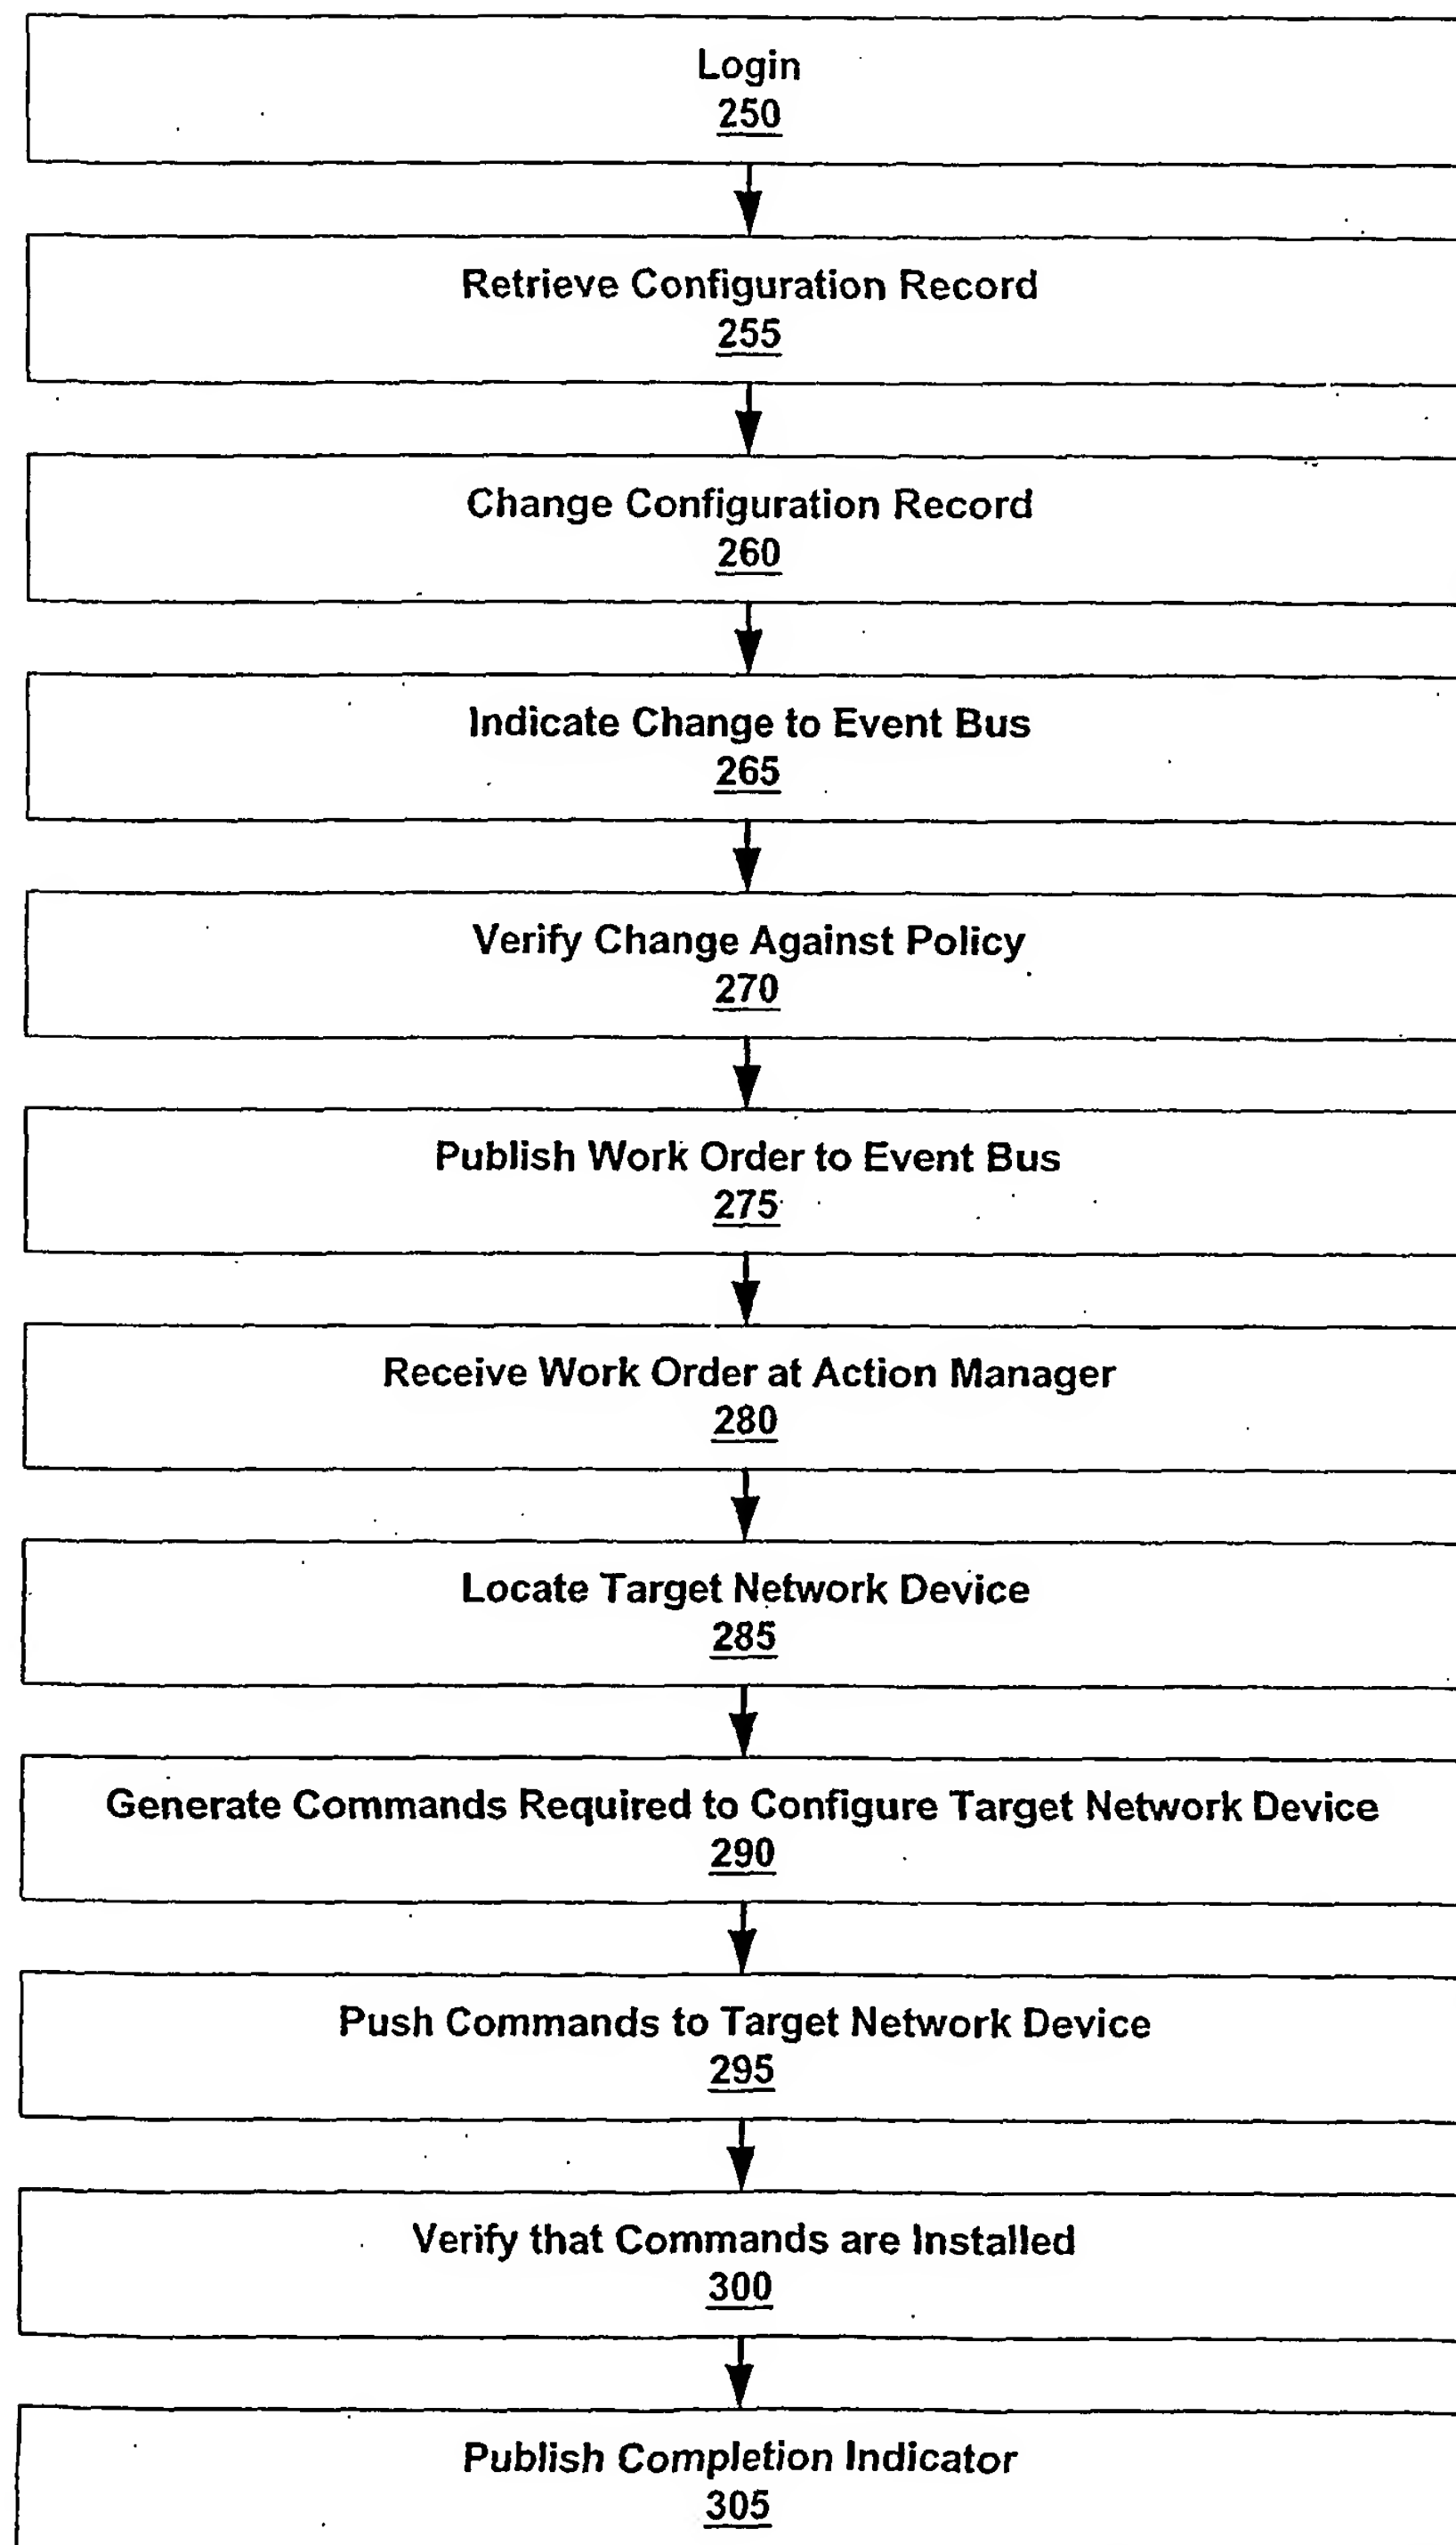 Login
250
Retrieve Configuration Record
255
Change Configuration Record
260
Indicate Change to Event Bus
265
Verify Change Against Policy
270
Publish Work Order to Event Bus
275
Receive Work Order at Action Manager
280
Locate Target Network Device
285
Generate Commands Required to Configure Target Network Device
290
Push Commands to Target Network Device
295
Verify that Commands are Installed
300
Publish Completion Indicator
305